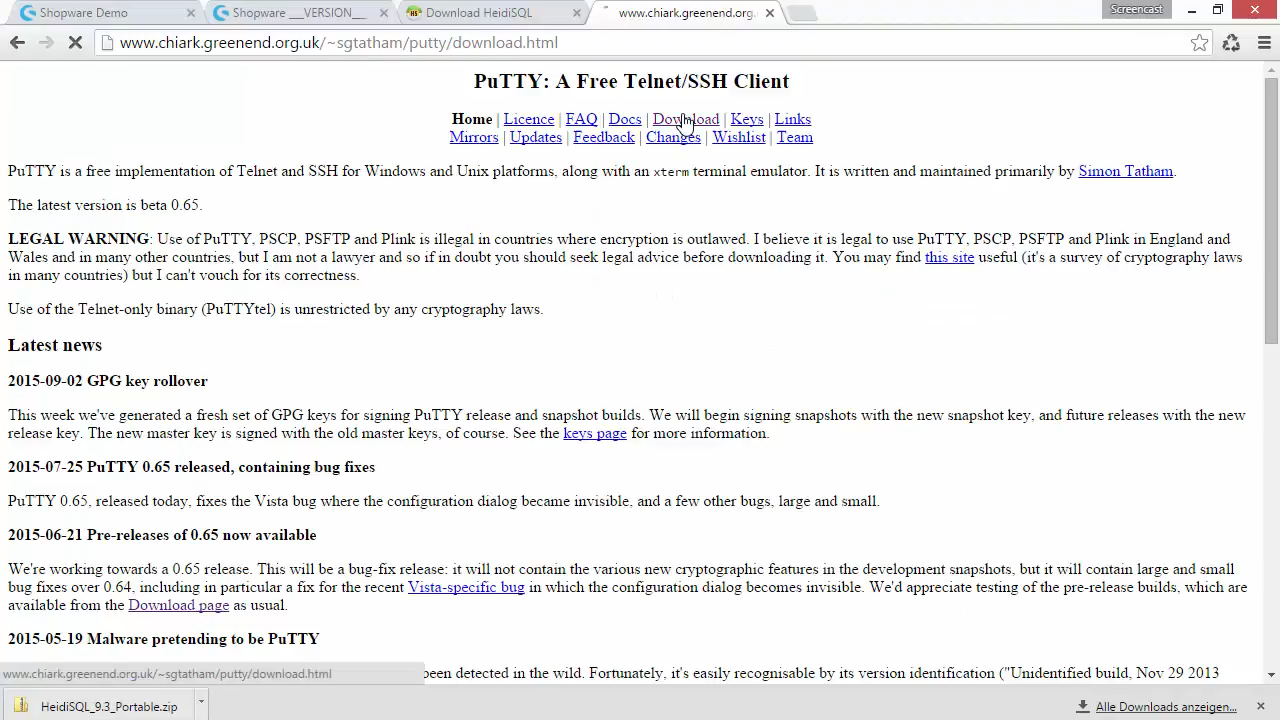 Shopware Demo
Shopware ___VERSION___
Download HeidiSQL
www.chiark.greenend.org.
Screencast
www.chiark.greenend.org.uk/~sgtatham/putty/download.html
PuTTY: A Free Telnet/SSH Client
Home | Licence | FAQ | Docs | Download | Keys | Links
Mirrors | Updates | Feedback | Changes | Wishlist | Team
PuTTY is a free implementation of Telnet and SSH for Windows and Unix platforms, along with an xterm terminal emulator. It is written and maintained primarily by Simon Tatham.
The latest version is beta 0.65.
LEGAL WARNING: Use of PuTTY, PSCP, PSFTP and Plink is illegal in countries where encryption is outlawed. I believe it is legal to use PuTTY, PSCP, PSFTP and Plink in England and
Wales and in many other countries, but I am not a lawyer and so if in doubt you should seek legal advice before downloading it. You may find this site useful (it's a survey of cryptography laws
in many countries) but I can't vouch for its correctness.
Use of the Telnet-only binary (PuTTYtel) is unrestricted by any cryptography laws.
Latest news
2015-09-02 GPG key rollover
This week we've generated a fresh set of GPG keys for signing PuTTY release and snapshot builds. We will begin signing snapshots with the new snapshot key, and future releases with the new
release key. The new master key is signed with the old master keys, of course. See the keys page for more information.
2015-07-25 PuTTY 0.65 released, containing bug fixes
PuTTY 0.65, released today, fixes the Vista bug where the configuration dialog became invisible, and a few other bugs, large and small.
2015-06-21 Pre-releases of 0.65 now available
We're working towards a 0.65 release. This will be a bug-fix release: it will not contain the various new cryptographic features in the development snapshots, but it will contain large and small
bug fixes over 0.64, including in particular a fix for the recent Vista-specific bug in which the configuration dialog becomes invisible. We'd appreciate testing of the pre-release builds, which are
available from the Download page as usual.
2015-05-19 Malware pretending to be PuTTY
been detected in the wild. Fortunately, it's easily recognisable by its version identification ("Unidentified build, Nov 29 2013
www.chiark.greenend.org.uk/~sgtatham/putty/download.html
HeidiSQL_9.3_Portable.zip
Alle Downloads anzeigen...